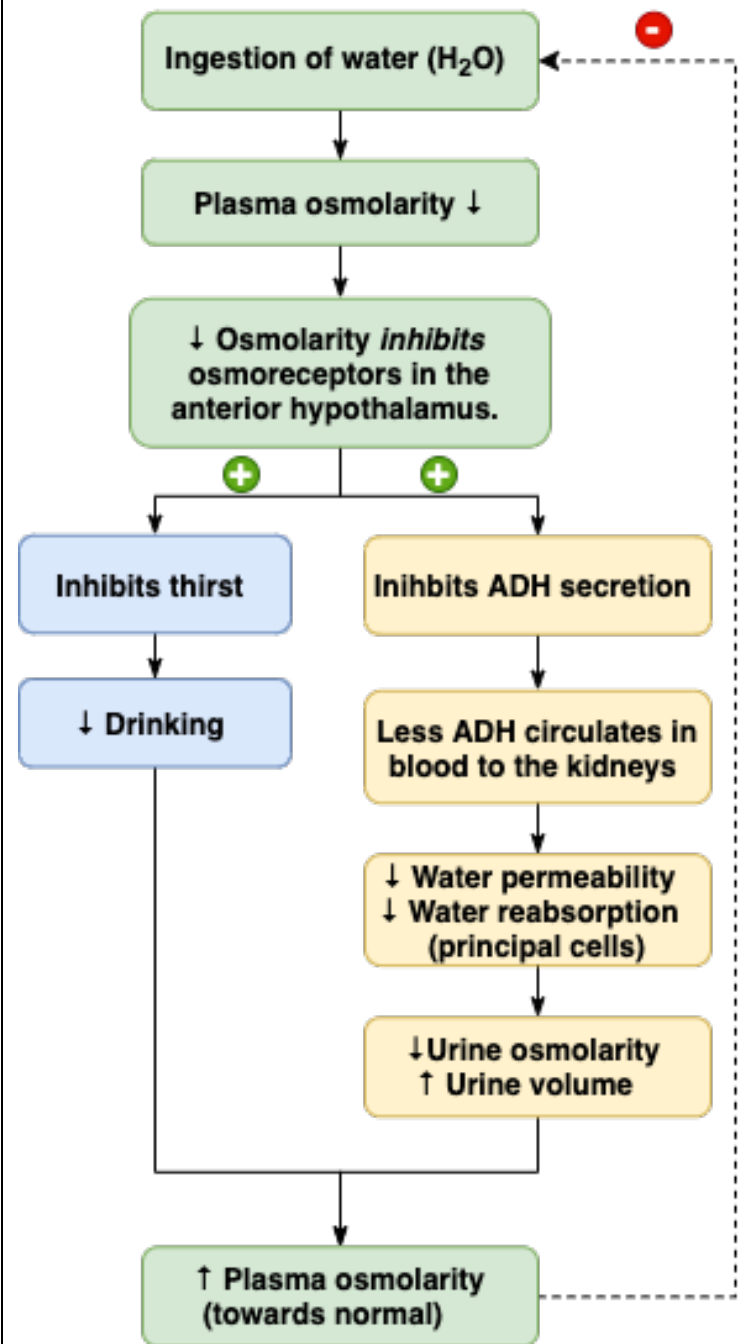 -
Ingestion of water (H₂O)
Plasma osmolarity ↓
↓ Osmolarity inhibits
osmoreceptors in the
anterior hypothalamus.
+ +
Inhibits thirst
Inihbits ADH secretion
↓ Drinking
Less ADH circulates in
blood to the kidneys
↓ Water permeability
↓ Water reabsorption
(principal cells)
↓Urine osmolarity
↑ Urine volume
↑ Plasma osmolarity
(towards normal)